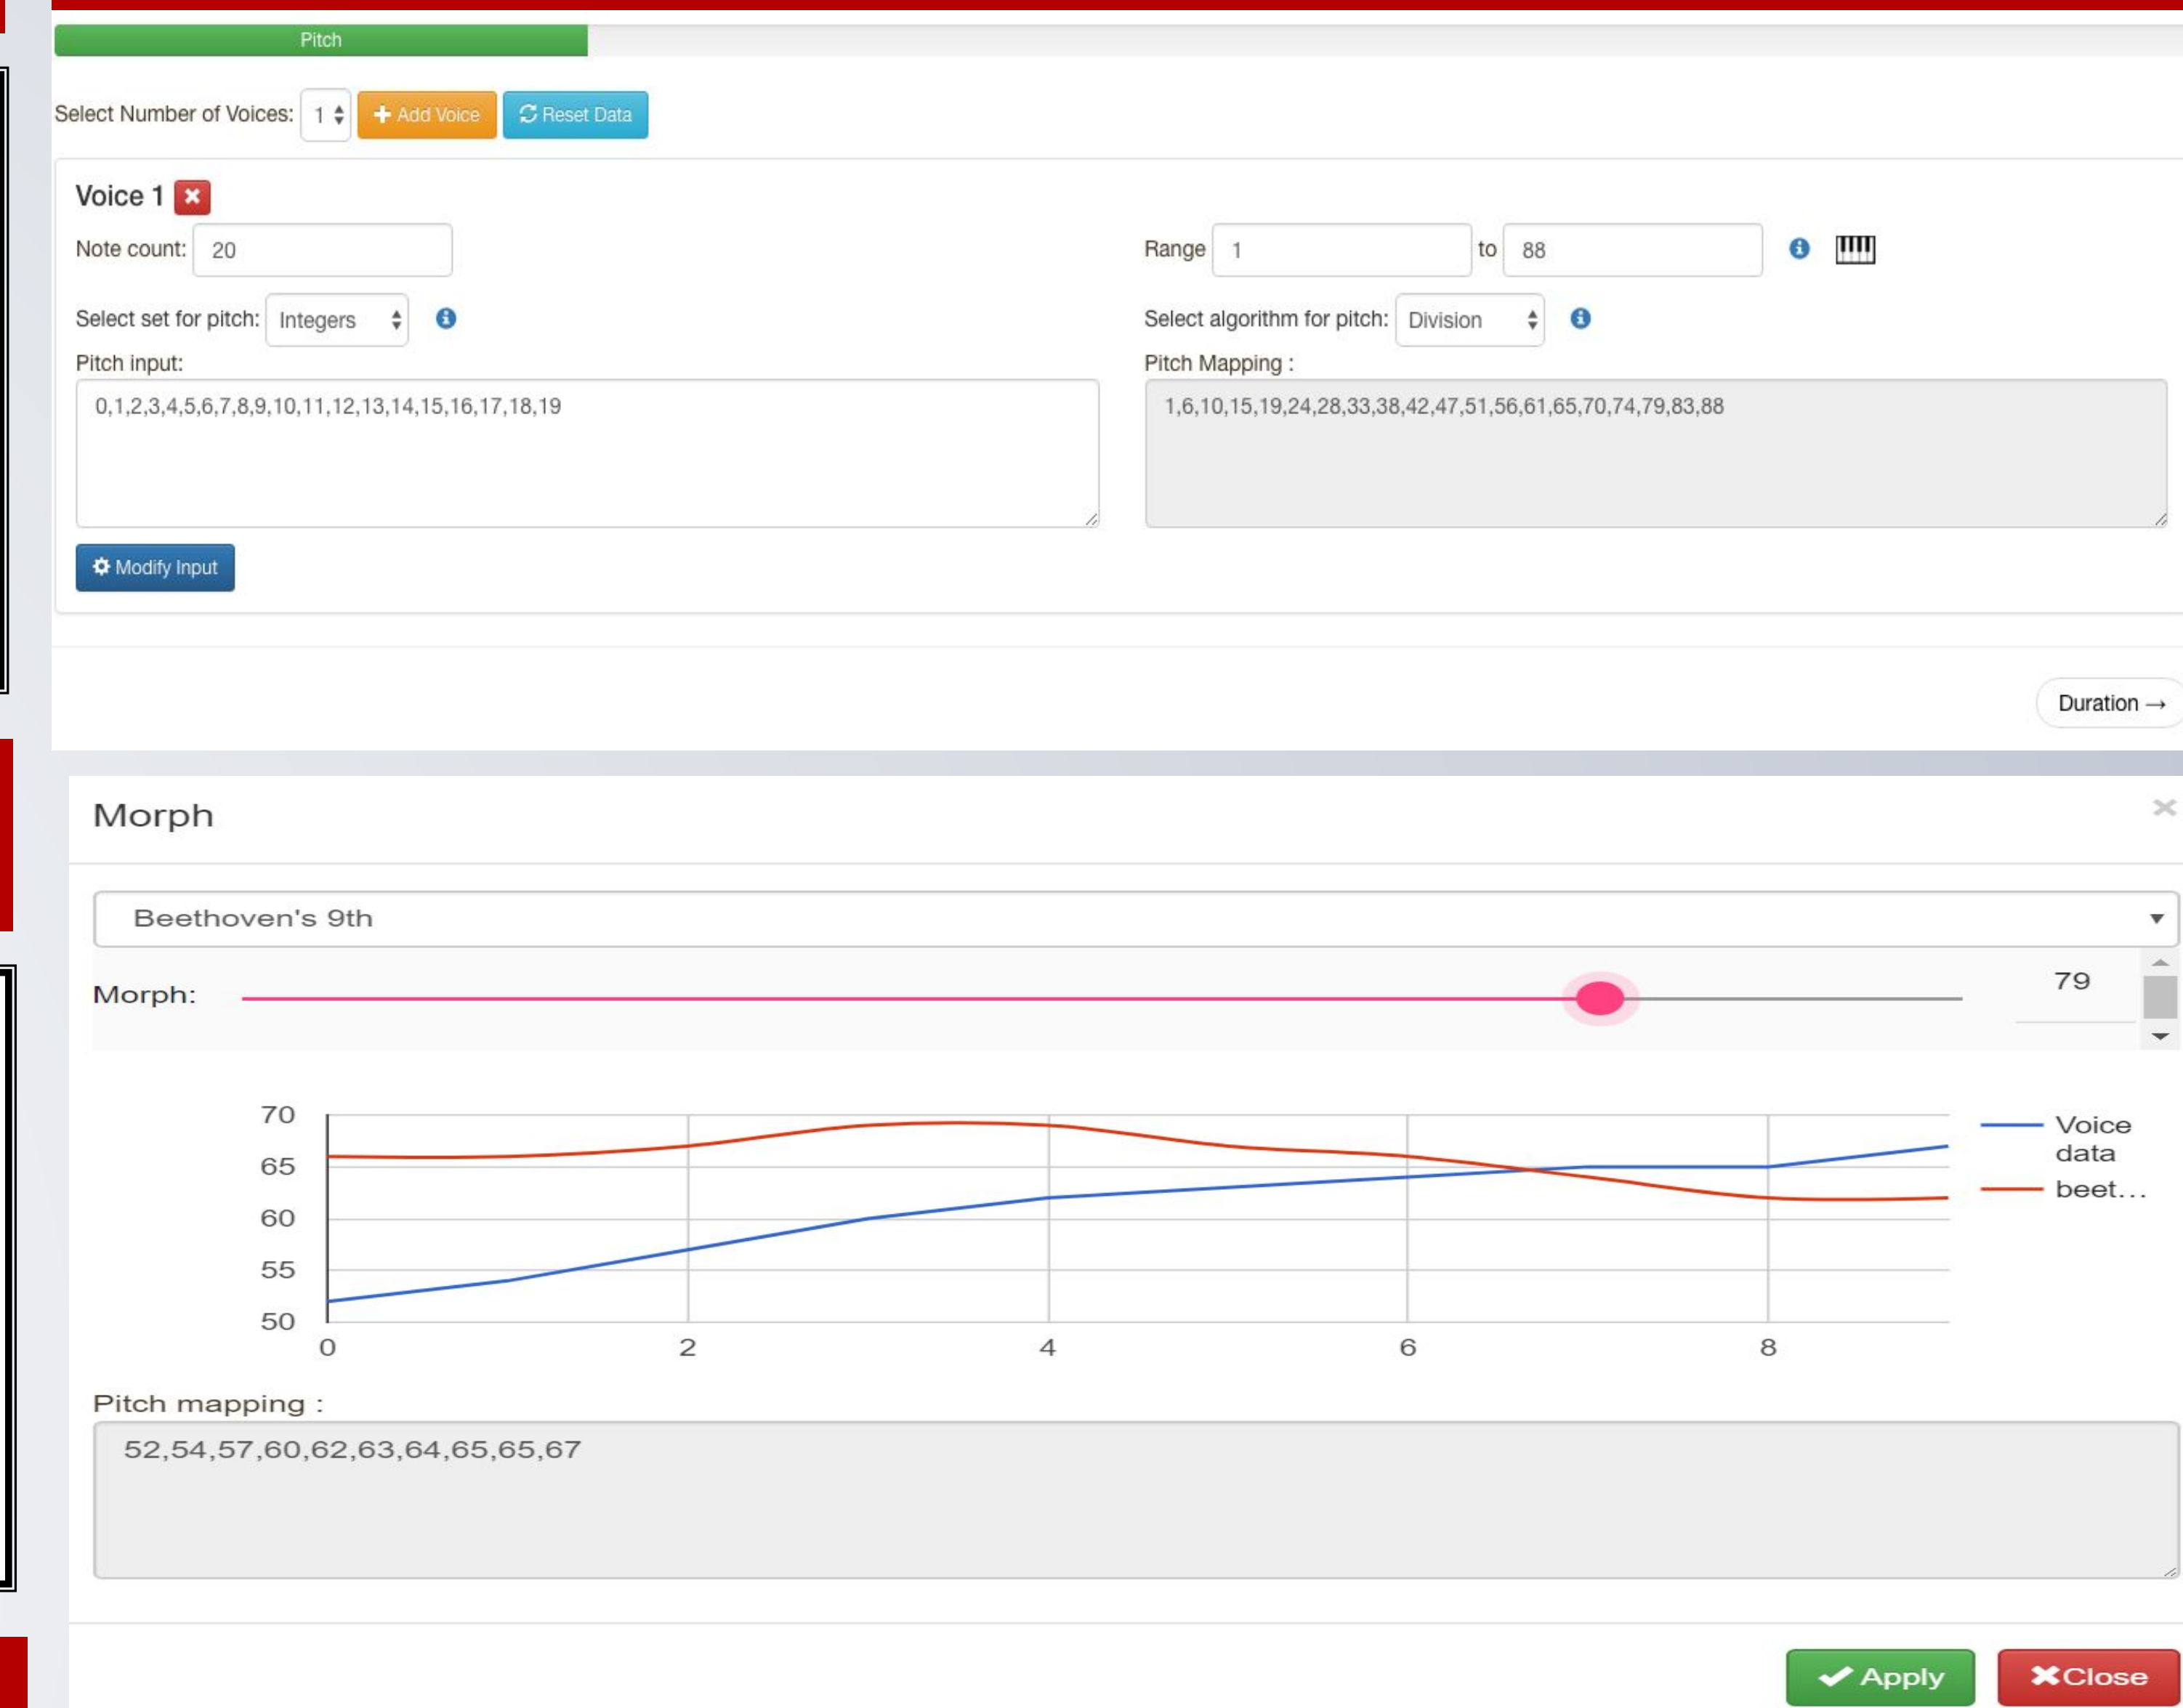 Pitch
Select Number of Voices: 1 Add Voice Reset Data
Voice 1
Note count: 20 Range 1 to 88
Select set for pitch: Integers Select algorithm for pitch: Division
Pitch input: Pitch Mapping :
0,1,2,3,4,5,6,7,8,9,10,11,12,13,14,15,16,17,18,19 1,6,10,15,19,24,28,33,38,42,47,51,56,61,65,70,74,79,83,88
Modify Input
Duration →
Morph
Beethoven's 9th
Morph: 79
70
65
60
55
50
0 2 4 6 8
Voice
data
beet...
Pitch mapping :
52,54,57,60,62,63,64,65,65,67
Apply Close